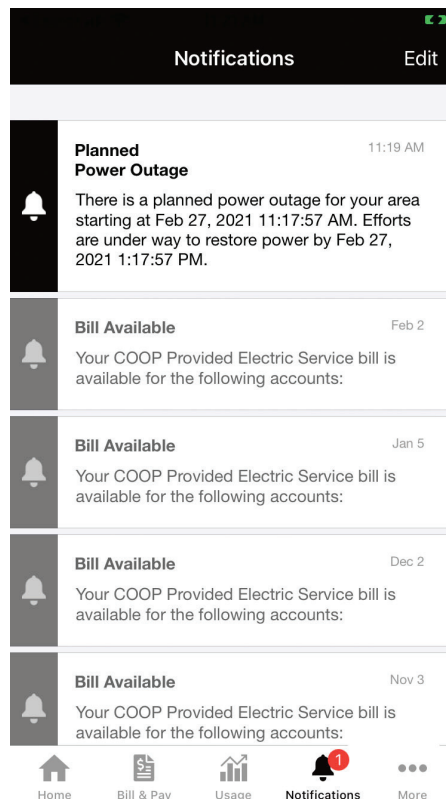 Notifications
Edit
Planned
11:19 AM
Power Outage
There is a planned power outage for your area
starting at Feb 27, 2021 11:17:57 AM. Efforts
are under way to restore power by Feb 27,
2021 1:17:57 PM.
Bill Available
Feb 2
Your COOP Provided Electric Service bill is
available for the following accounts:
Bill Available
Jan 5
Your COOP Provided Electric Service bill is
available for the following accounts:
Bill Available
Dec 2
Your COOP Provided Electric Service bill is
available for the following accounts:
Bill Available
Nov 3
Your COOP Provided Electric Service bill is
available for the following accounts:
1
Home
Bill & Pay
Usage
Notifications
More